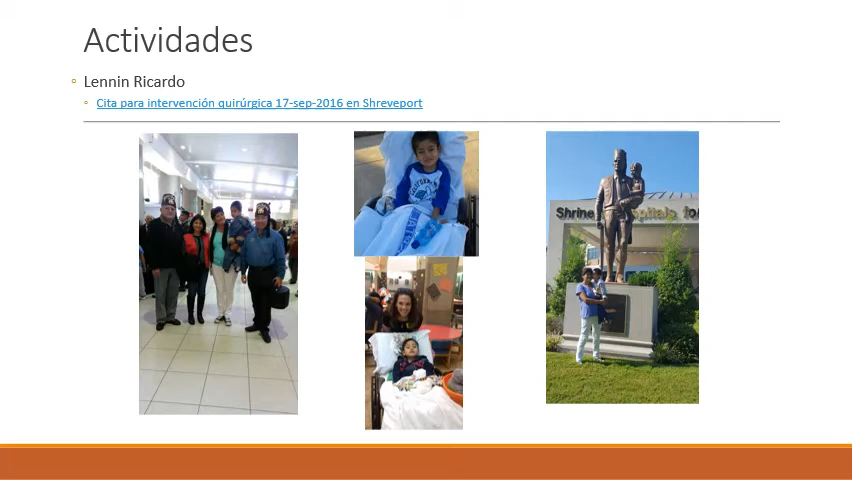 Actividades
Lennin Ricardo
Cita para intervención quirúrgica 17-sep-2016 en Shreveport
Shrine